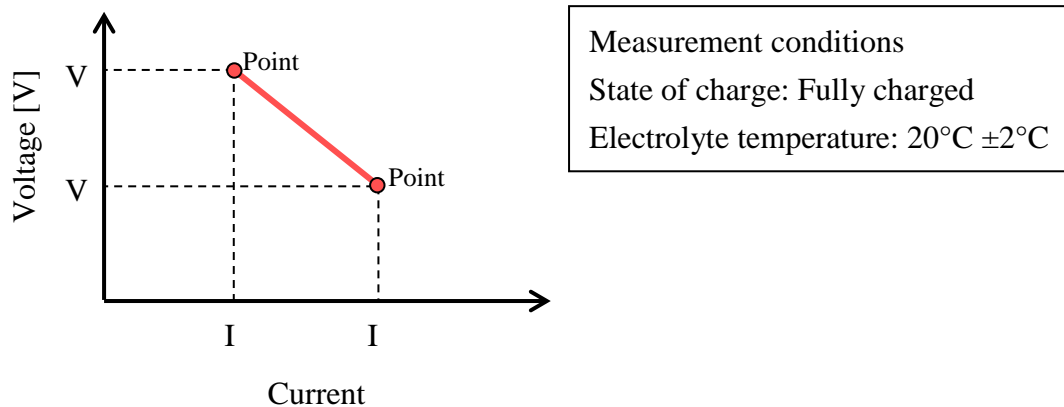 Voltage [V]
V
V
Point
Point
I
I
Current
Measurement conditions
State of charge: Fully charged
Electrolyte temperature: 20°C ±2°C